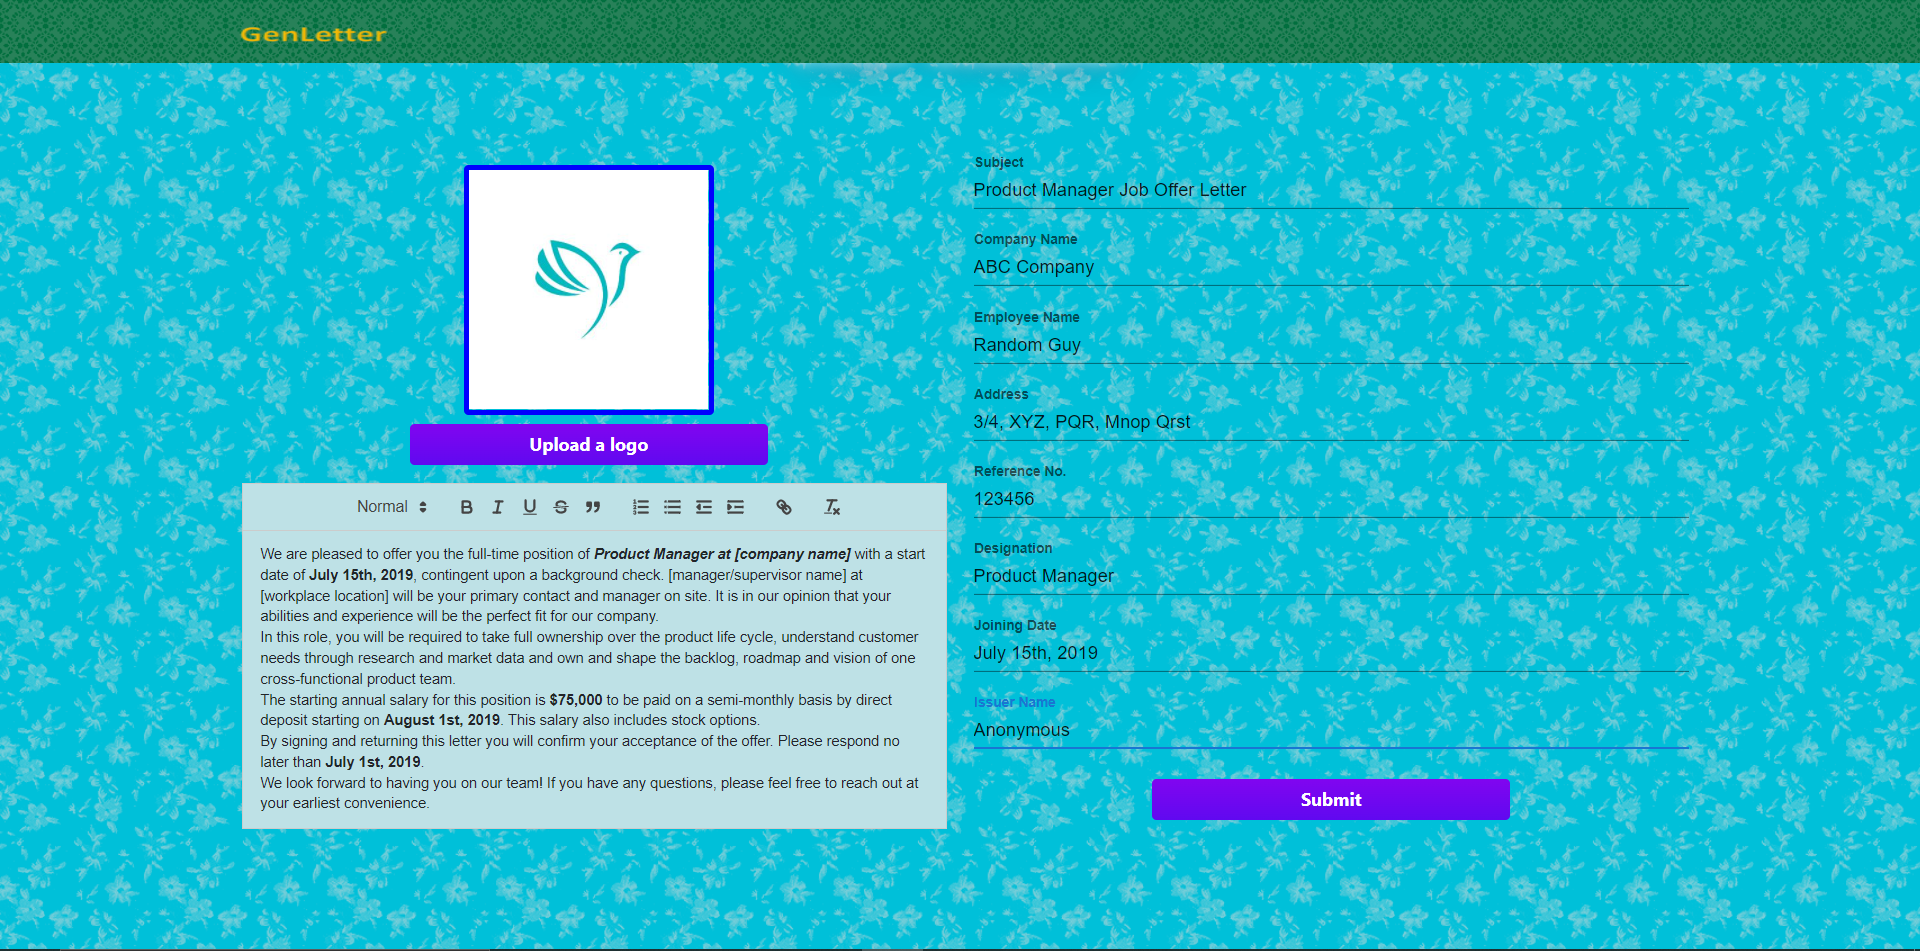 GenLetter
Upload a logo
Normal
We are pleased to offer you the full-time position of Product Manager at [company name] with a start
date of July 15th, 2019, contingent upon a background check. [manager/supervisor name] at
[workplace location] will be your primary contact and manager on site. It is in our opinion that your
abilities and experience will be the perfect fit for our company.
In this role, you will be required to take full ownership over the product life cycle, understand customer
needs through research and market data and own and shape the backlog, roadmap and vision of one
cross-functional product team.
The starting annual salary for this position is $75,000 to be paid on a semi-monthly basis by direct
deposit starting on August 1st, 2019. This salary also includes stock options.
By signing and returning this letter you will confirm your acceptance of the offer. Please respond no
later than July 1st, 2019.
We look forward to having you on our team! If you have any questions, please feel free to reach out at
your earliest convenience.
Subject
Product Manager Job Offer Letter
Company Name
ABC Company
Employee Name
Random Guy
Address
3/4, XYZ, PQR, Mnop Qrst
Reference No.
123456
Designation
Product Manager
Joining Date
July 15th, 2019
Issuer Name
Anonymous
Submit